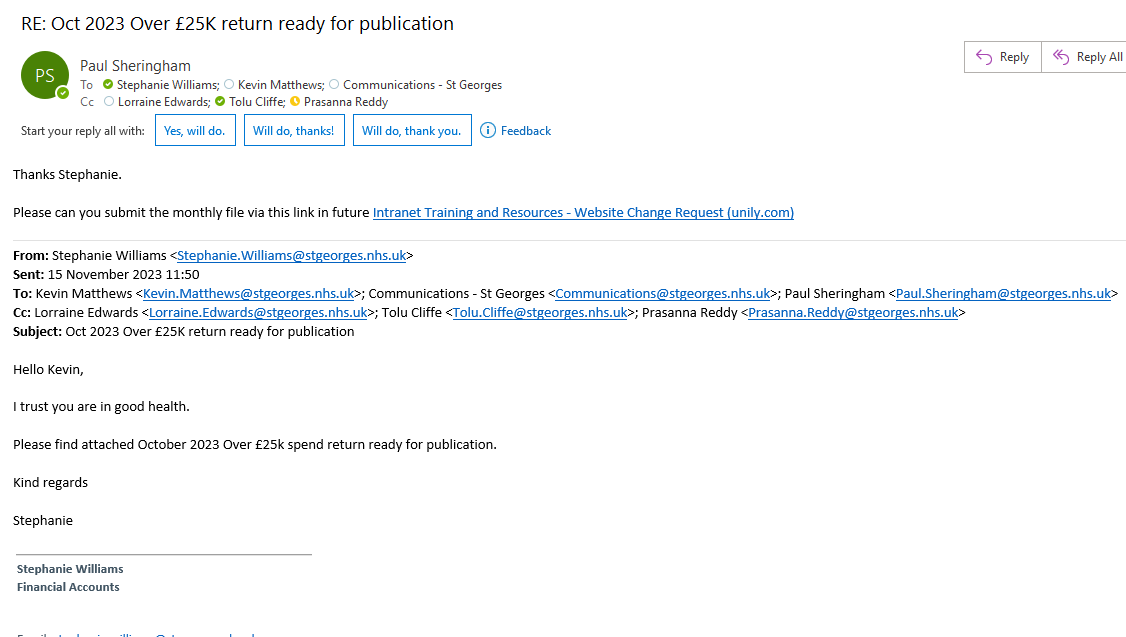 RE: Oct 2023 Over £25K return ready for publication
PS
Paul Sheringham
Reply
Reply All
To Stephanie Williams; Kevin Matthews; Communications - St Georges
Cc Lorraine Edwards; Tolu Cliffe; Prasanna Reddy
Start your reply all with: Yes, will do. Will do, thanks! Will do, thank you. Feedback
Thanks Stephanie.
Please can you submit the monthly file via this link in future Intranet Training and Resources - Website Change Request (unily.com)
From: Stephanie Williams <Stephanie.Williams@stgeorges.nhs.uk>
Sent: 15 November 2023 11:50
To: Kevin Matthews <Kevin.Matthews@stgeorges.nhs.uk>; Communications - St Georges <Communications@stgeorges.nhs.uk>; Paul Sheringham <Paul.Sheringham@stgeorges.nhs.uk>
Cc: Lorraine Edwards <Lorraine.Edwards@stgeorges.nhs.uk>; Tolu Cliffe <Tolu.Cliffe@stgeorges.nhs.uk>; Prasanna Reddy <Prasanna.Reddy@stgeorges.nhs.uk>
Subject: Oct 2023 Over £25K return ready for publication
Hello Kevin,
I trust you are in good health.
Please find attached October 2023 Over £25k spend return ready for publication.
Kind regards
Stephanie
Stephanie Williams
Financial Accounts